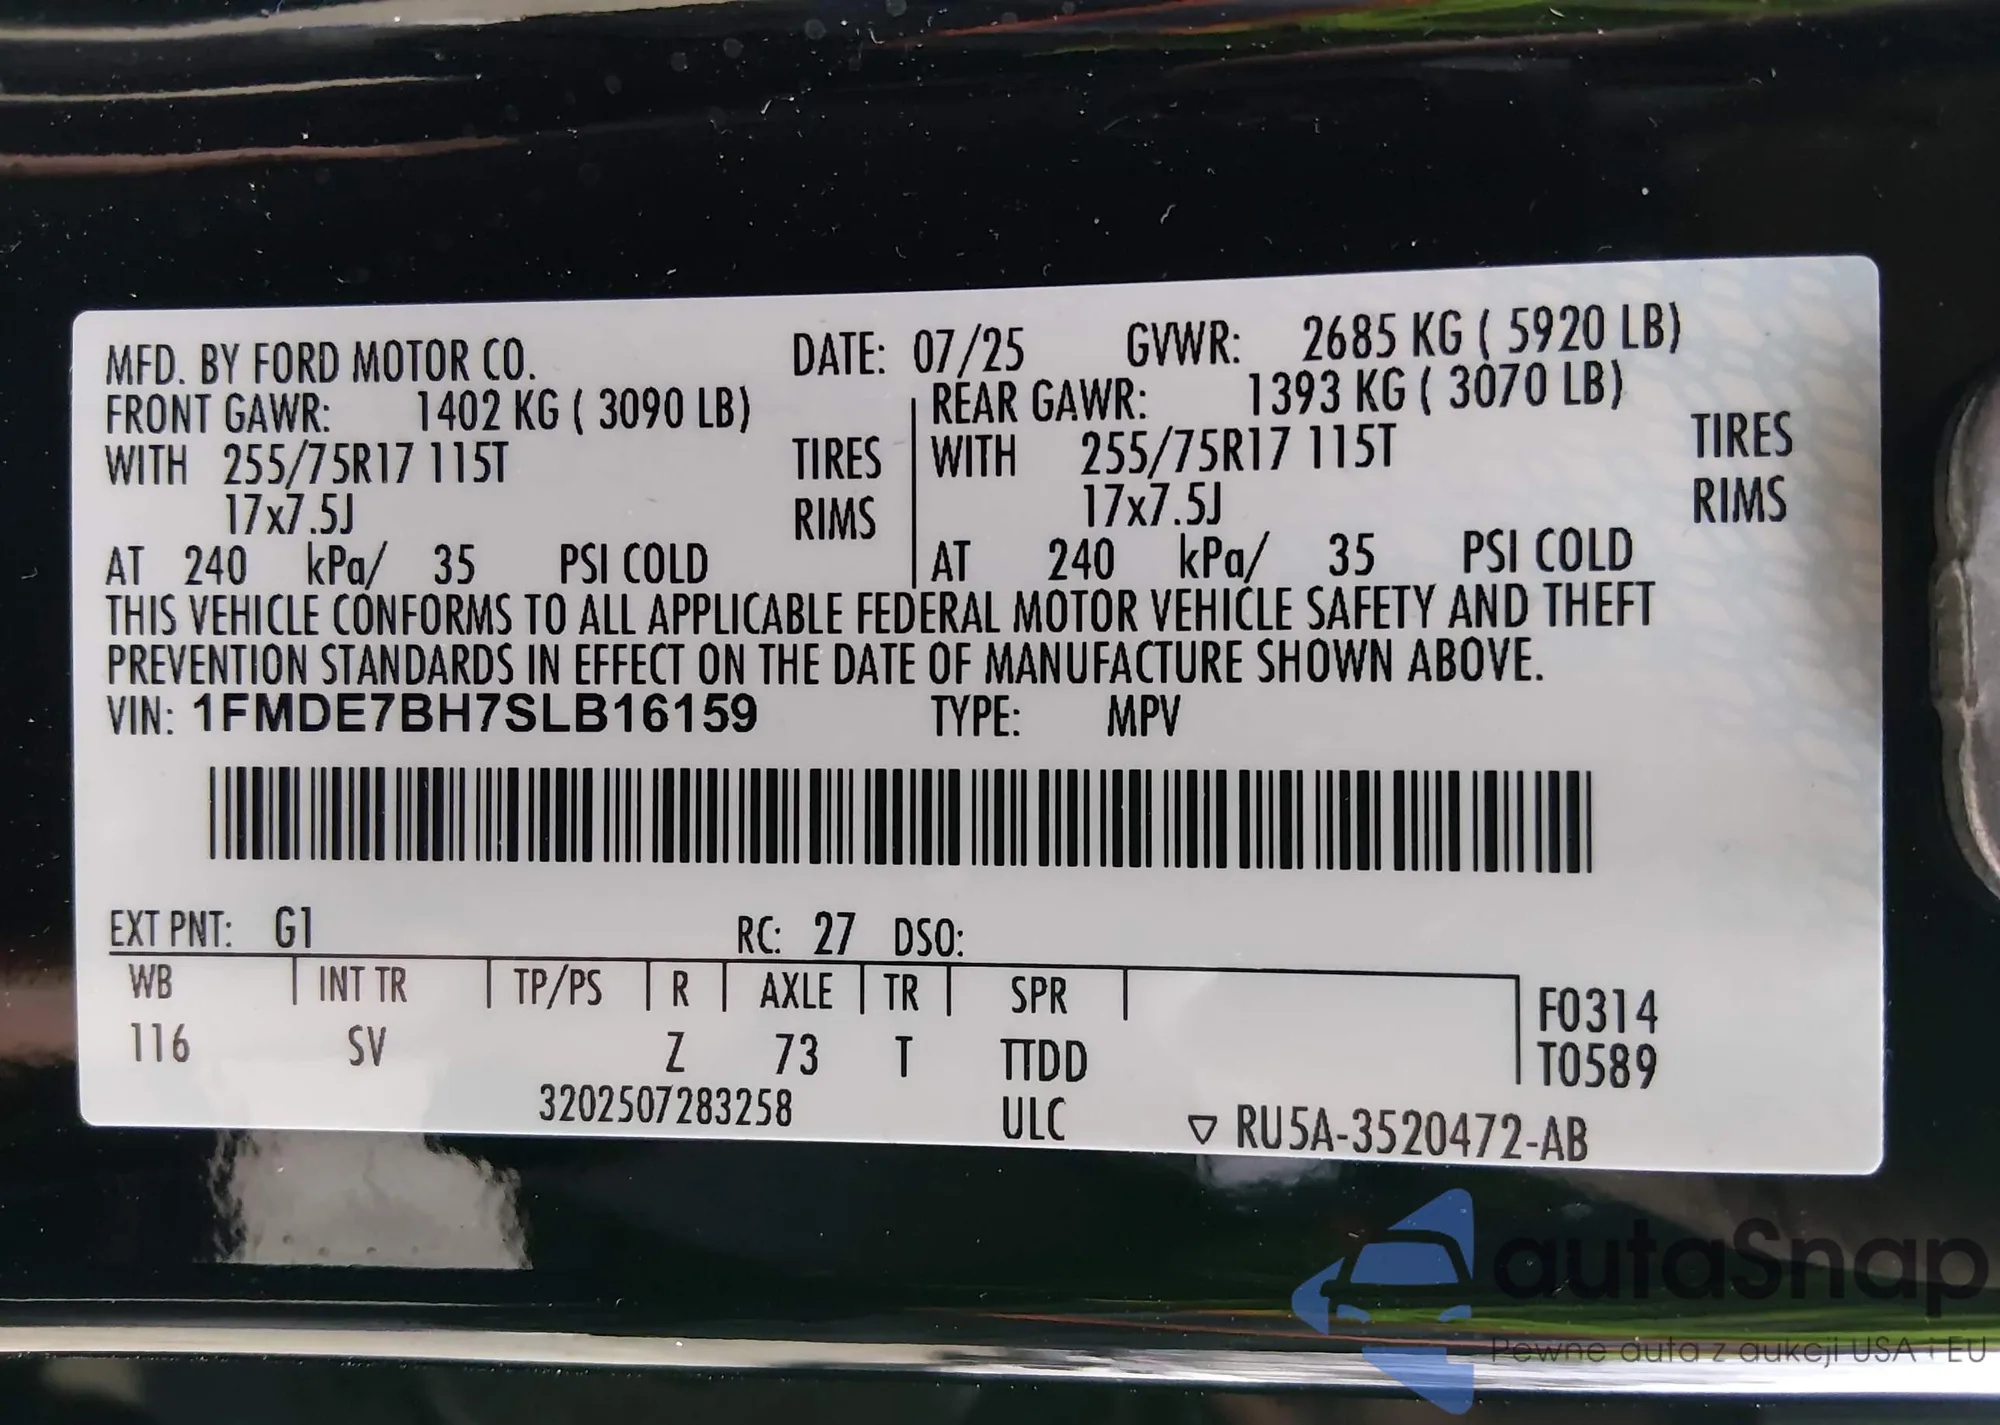 MFD. BY FORD MOTOR CO. DATE: 07/25 GVWR: 2685 KG ( 5920 LB)
FRONT GAWR: 1402 KG ( 3090 LB) REAR GAWR: 1393 KG ( 3070 LB)
WITH 255/75R17 115T TIRES WITH 255/75R17 115T TIRES
17x7.5J RIMS 17x7.5J RIMS
AT 240 kPa/ 35 PSI COLD AT 240 kPa/ 35 PSI COLD
THIS VEHICLE CONFORMS TO ALL APPLICABLE FEDERAL MOTOR VEHICLE SAFETY AND THEFT
PREVENTION STANDARDS IN EFFECT ON THE DATE OF MANUFACTURE SHOWN ABOVE.
VIN: 1FMDE7BH7SLB16159 TYPE: MPV
EXT PNT: G1 RC: 27 DSO:
WB INT TR TP/PS R AXLE TR SPR F0314
116 SV Z 73 T TTDD T0589
3202507283258 ULC ▽ RU5A-3520472-AB
autaSnap
Pewne auta z aukcji USA i EU